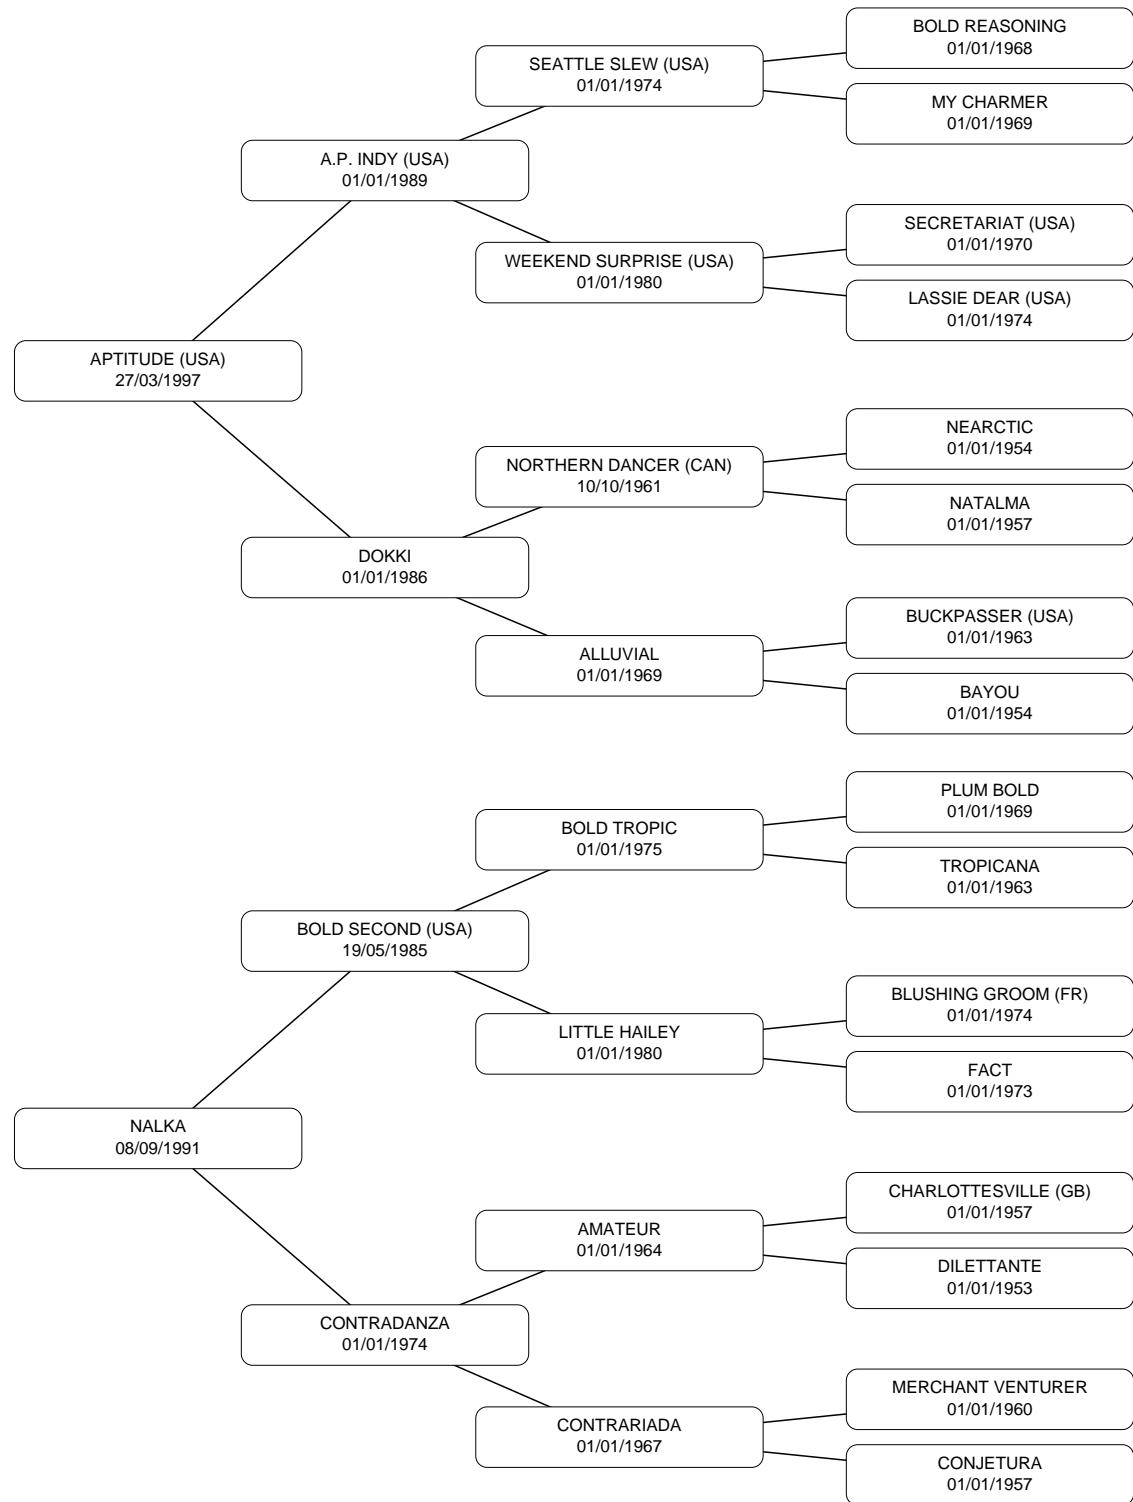 BOLD REASONING
01/01/1968
SEATTLE SLEW (USA)
01/01/1974
MY CHARMER
01/01/1969
A.P. INDY (USA)
01/01/1989
SECRETARIAT (USA)
01/01/1970
WEEKEND SURPRISE (USA)
01/01/1980
LASSIE DEAR (USA)
01/01/1974
APTITUDE (USA)
27/03/1997
NEARCTIC
01/01/1954
NORTHERN DANCER (CAN)
10/10/1961
NATALMA
01/01/1957
DOKKI
01/01/1986
BUCKPASSER (USA)
01/01/1963
ALLUVIAL
01/01/1969
BAYOU
01/01/1954
PLUM BOLD
01/01/1969
BOLD TROPIC
01/01/1975
TROPICANA
01/01/1963
BOLD SECOND (USA)
19/05/1985
BLUSHING GROOM (FR)
01/01/1974
LITTLE HAILEY
01/01/1980
FACT
01/01/1973
NALKA
08/09/1991
CHARLOTTESVILLE (GB)
01/01/1957
AMATEUR
01/01/1964
DILETTANTE
01/01/1953
CONTRADANZA
01/01/1974
MERCHANT VENTURER
01/01/1960
CONTRARIADA
01/01/1967
CONJETURA
01/01/1957